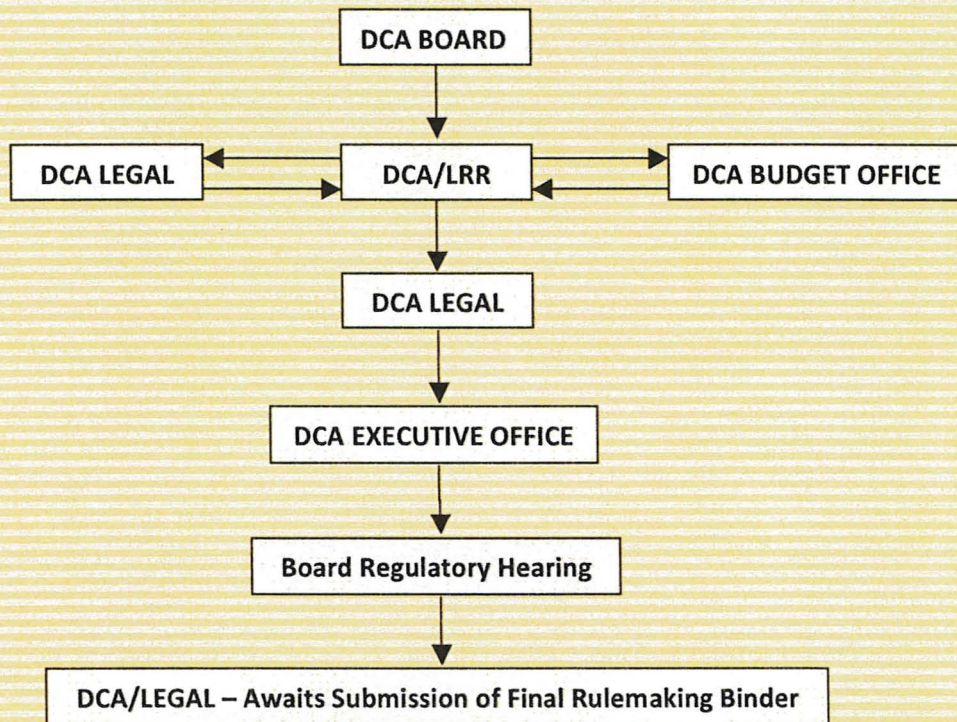 DCA BOARD
DCA LEGAL
DCA/LRR
DCA BUDGET OFFICE
DCA LEGAL
DCA EXECUTIVE OFFICE
Board Regulatory Hearing
DCA/LEGAL – Awaits Submission of Final Rulemaking Binder